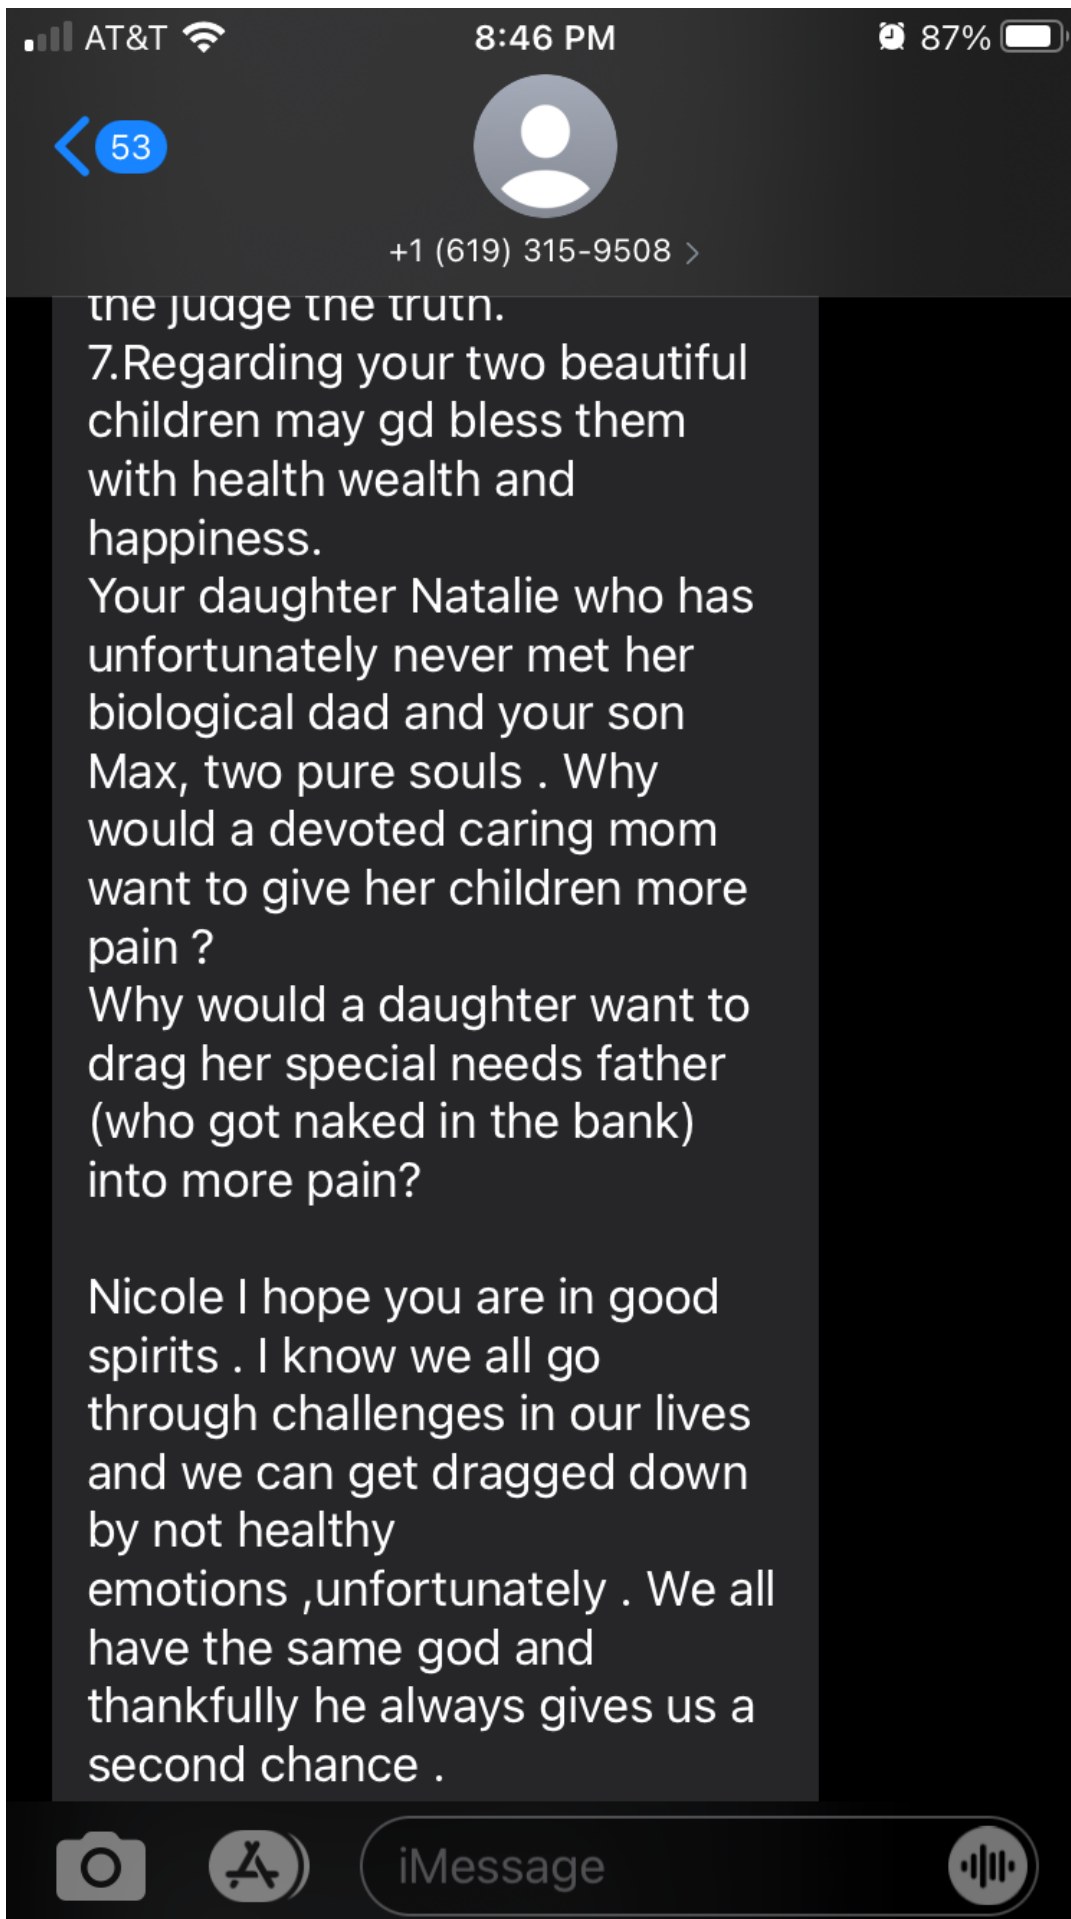 AT&T
8:46 PM
87%
53
+1 (619) 315-9508 >
the judge the truth.
7.Regarding your two beautiful
children may gd bless them
with health wealth and
happiness.
Your daughter Natalie who has
unfortunately never met her
biological dad and your son
Max, two pure souls . Why
would a devoted caring mom
want to give her children more
pain ?
Why would a daughter want to
drag her special needs father
(who got naked in the bank)
into more pain?
Nicole I hope you are in good
spirits . I know we all go
through challenges in our lives
and we can get dragged down
by not healthy
emotions ,unfortunately . We all
have the same god and
thankfully he always gives us a
second chance .
iMessage